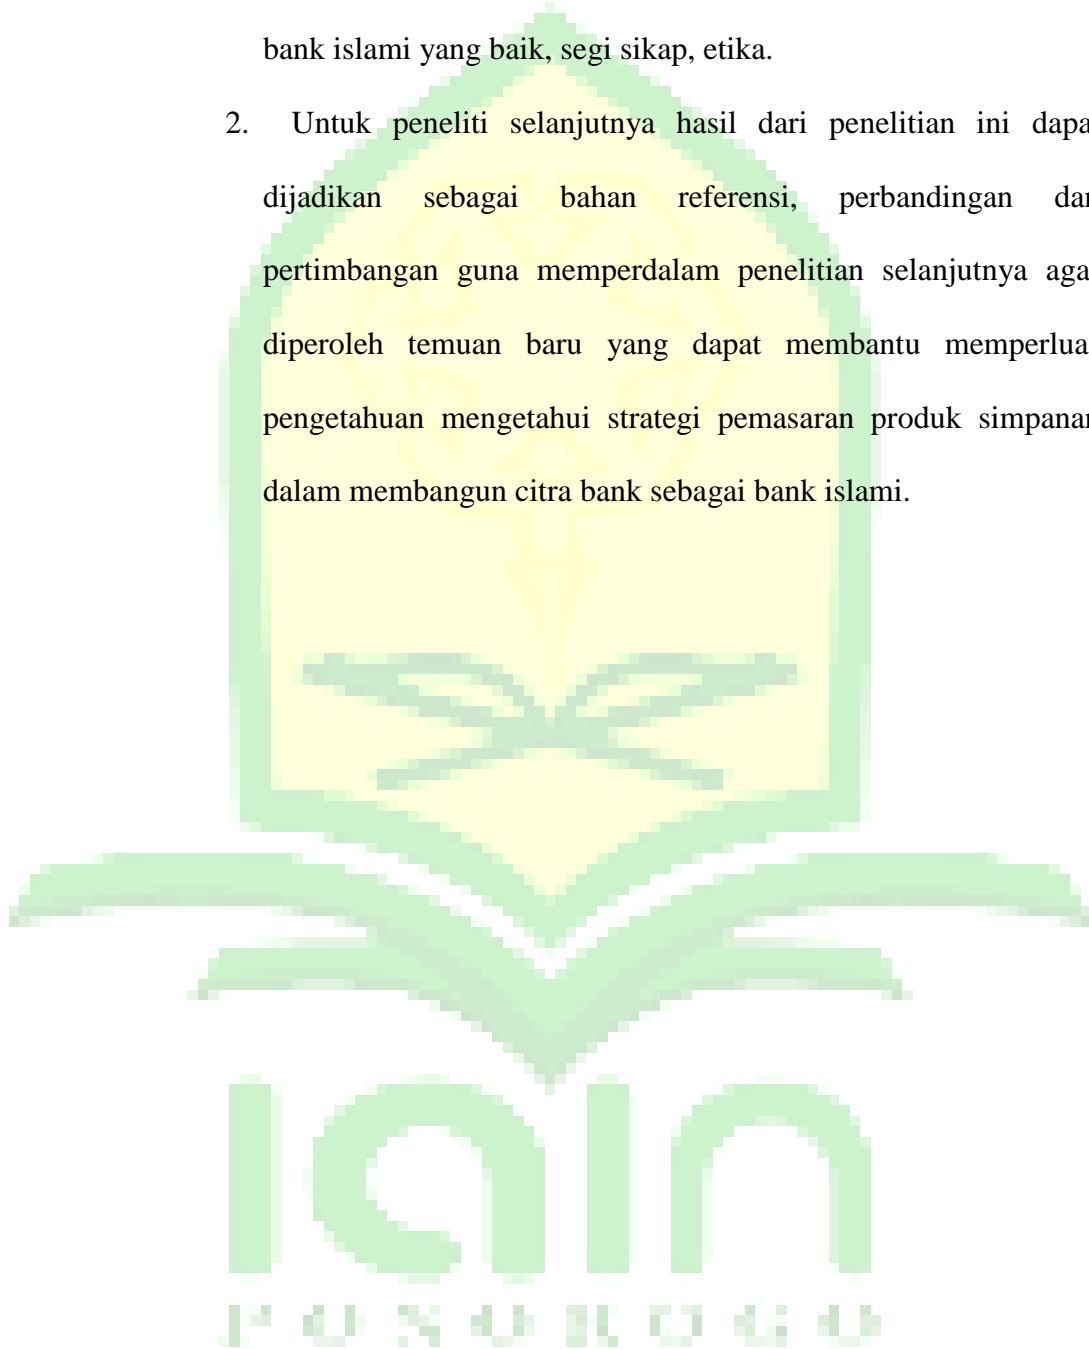 bank islami yang baik, segi sikap, etika.
2. Untuk peneliti selanjutnya hasil dari penelitian ini dapa
dijadikan sebagai bahan referensi, perbandingan dan
pertimbangan guna memperdalam penelitian selanjutnya aga
diperoleh temuan baru yang dapat membantu memperlua
pengetahuan mengetahui strategi pemasaran produk simpanan
dalam membangun citra bank sebagai bank islami.
iain
PONOROGO